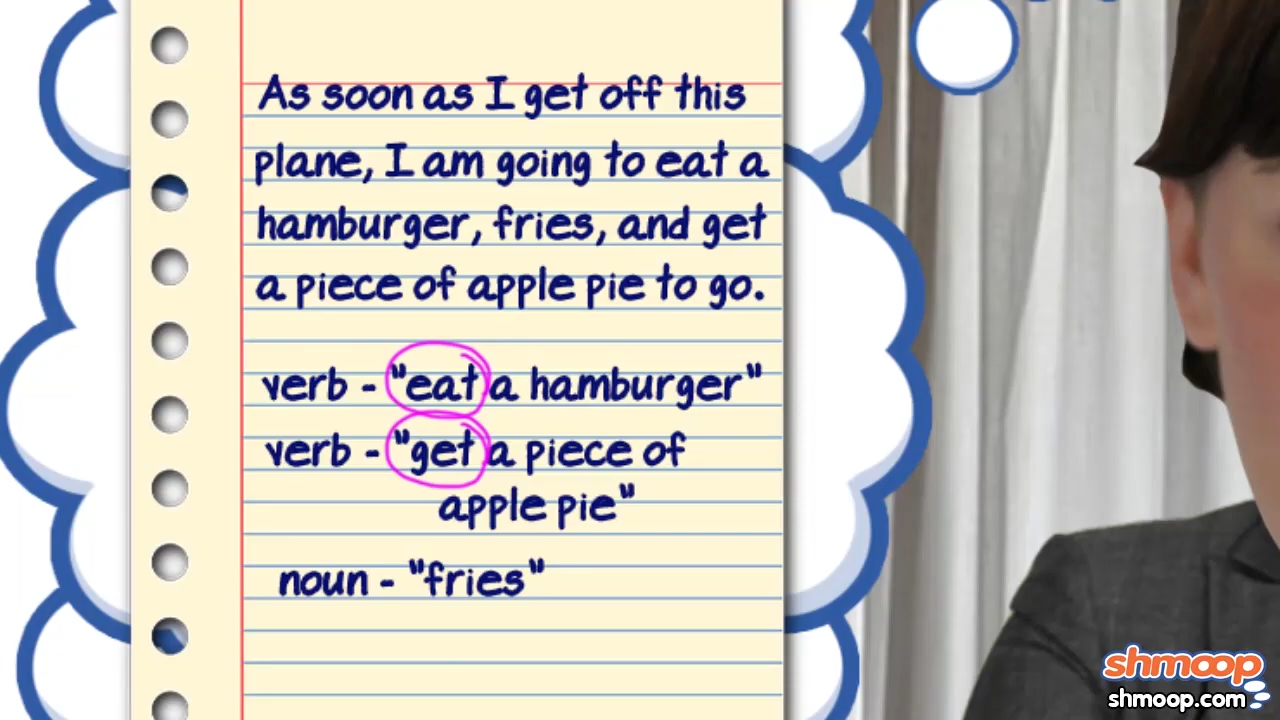 As soon as I get off this
plane, I am going to eat a
hamburger, fries, and get
a piece of apple pie to go.
verb - "eat a hamburger"
verb - "get a piece of
apple pie"
noun - "fries"
shmoop
shmoop.com